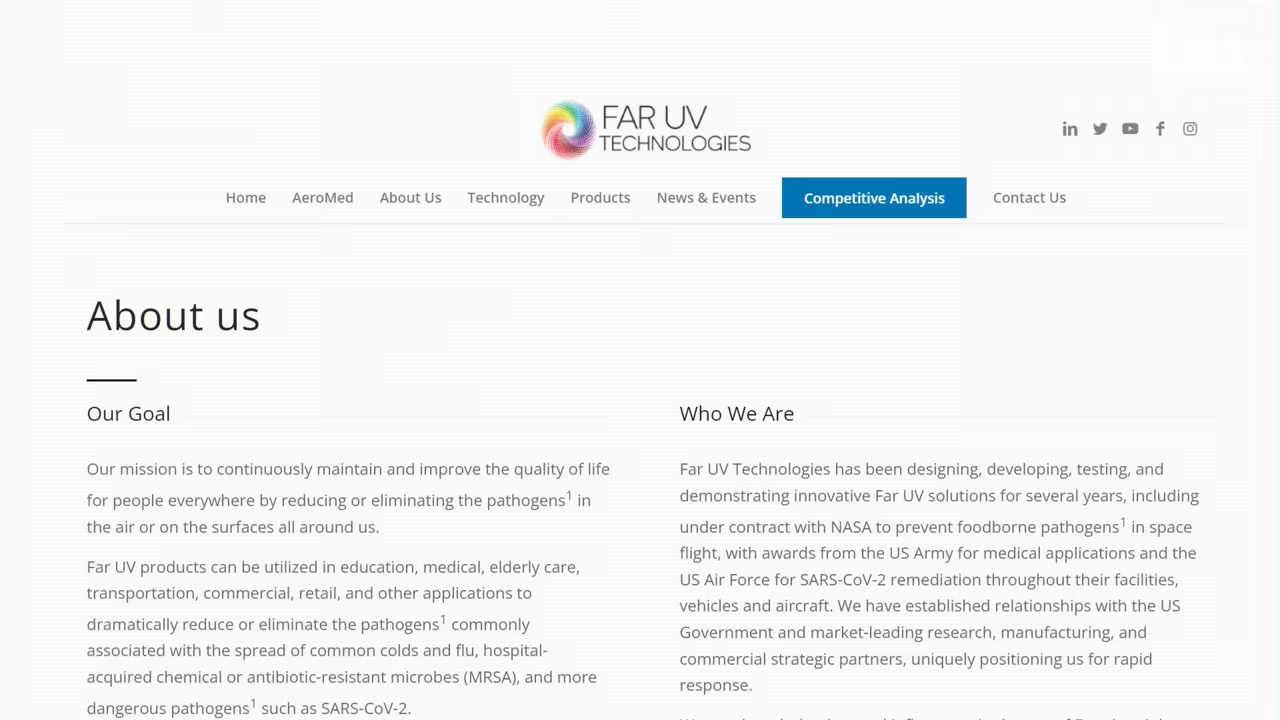 FAR UV
TECHNOLOGIES
Home AeroMed About Us Technology Products News & Events Competitive Analysis Contact Us
About us
Our Goal
Our mission is to continuously maintain and improve the quality of life
for people everywhere by reducing or eliminating the pathogens1 in
the air or on the surfaces all around us.
Far UV products can be utilized in education, medical, elderly care,
transportation, commercial, retail, and other applications to
dramatically reduce or eliminate the pathogens1 commonly
associated with the spread of common colds and flu, hospital-
acquired chemical or antibiotic-resistant microbes (MRSA), and more
dangerous pathogens1 such as SARS-CoV-2.
Who We Are
Far UV Technologies has been designing, developing, testing, and
demonstrating innovative Far UV solutions for several years, including
under contract with NASA to prevent foodborne pathogens1 in space
flight, with awards from the US Army for medical applications and the
US Air Force for SARS-CoV-2 remediation throughout their facilities,
vehicles and aircraft. We have established relationships with the US
Government and market-leading research, manufacturing, and
commercial strategic partners, uniquely positioning us for rapid
response.